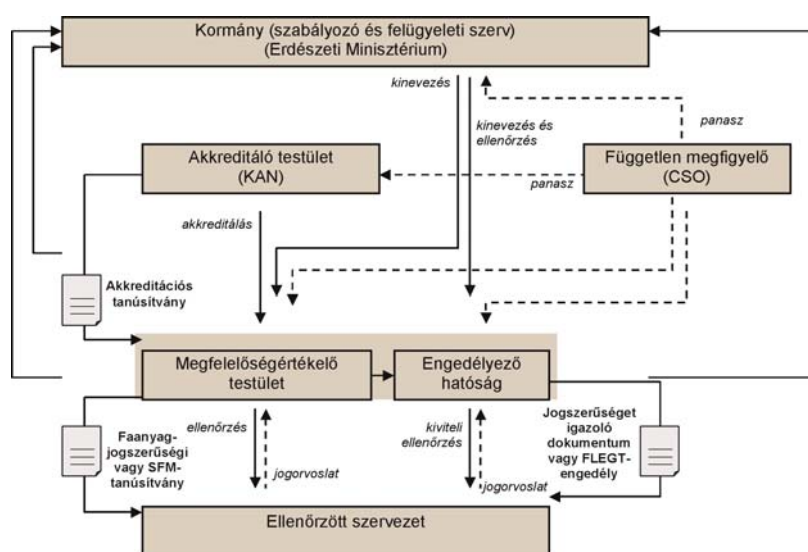 Kormány (szabályozó és felügyeleti szerv)
(Erdészeti Minisztérium)
kinevezés
kinevezés és
ellenőrzés
panasz
Akkreditáló testület
(KAN)
panasz
Független megfigyelő
(CSO)
akkreditálás
Akkreditációs
tanúsítvány
Megfelelőségértékelő
testület
Engedélyező
hatóság
Faanyag-
jogszerűségi
vagy SFM-
tanúsítvány
ellenőrzés
jogorvoslat
kiviteli
ellenőrzés
jogorvoslat
Jogszerűséget
igazoló
dokumentum
vagy FLEGT-
engedély
Ellenőrzött szervezet